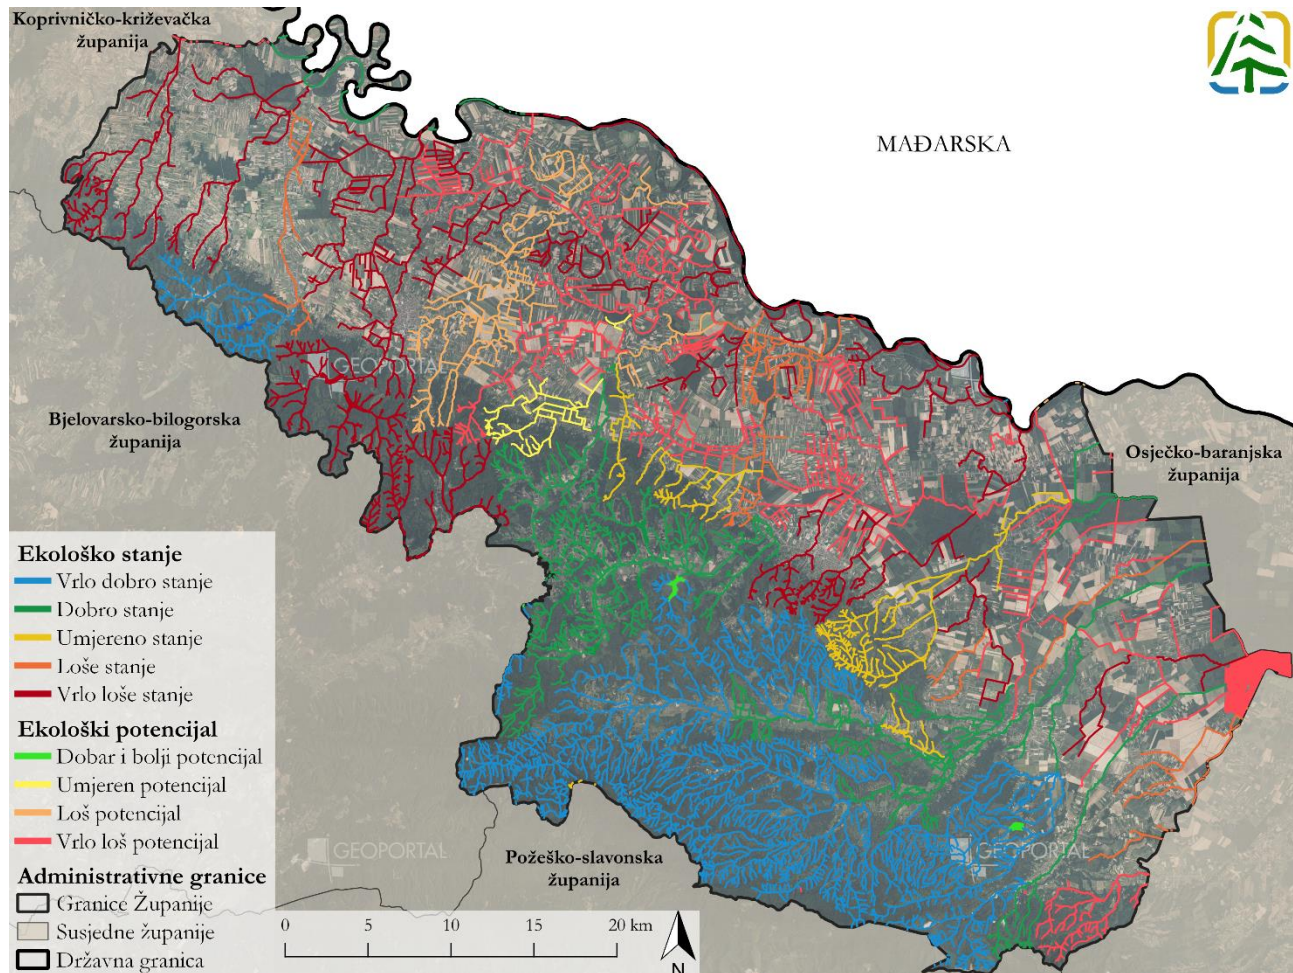 Koprivničko-križevačka
županija
MAĐARSKA
GEOPORTAL
Bjelovarsko-bilogorska
županija
Osječko-baranjska
županija
Ekološko stanje
Vrlo dobro stanje
Dobro stanje
Umjereno stanje
Loše stanje
Vrlo loše stanje
Ekološki potencijal
Dobar i bolji potencijal
Umjeren potencijal
Loš potencijal
Vrlo loš potencijal
GEOPORTAL
GEOPORTAL
Požeško-slavonska
županija
Administrativne granice
Granice Županije
Susjedne županije
Državna granica
0 5 10 15 20 km
N